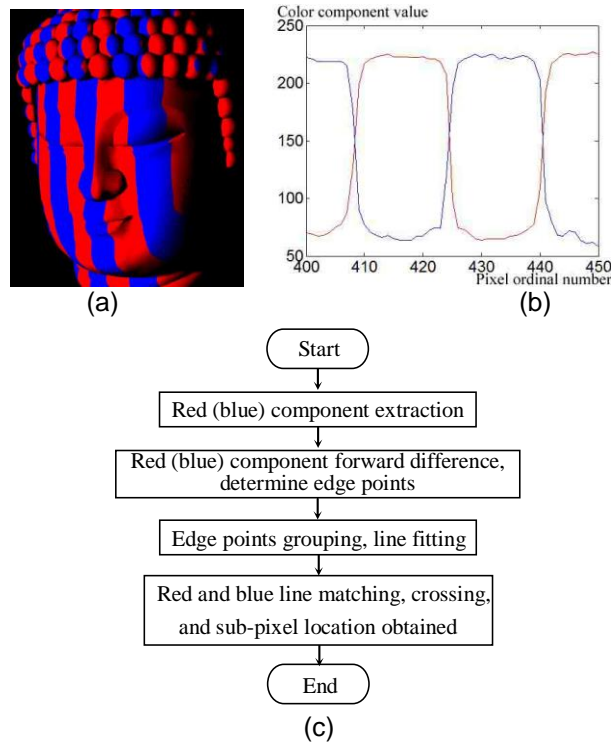 Color component value
250
200
150
100
50
400 410 420 430 440 450
Pixel ordinal number
(a) (b)
Start
Red (blue) component extraction
Red (blue) component forward difference,
determine edge points
Edge points grouping, line fitting
Red and blue line matching, crossing,
and sub-pixel location obtained
End
(c)